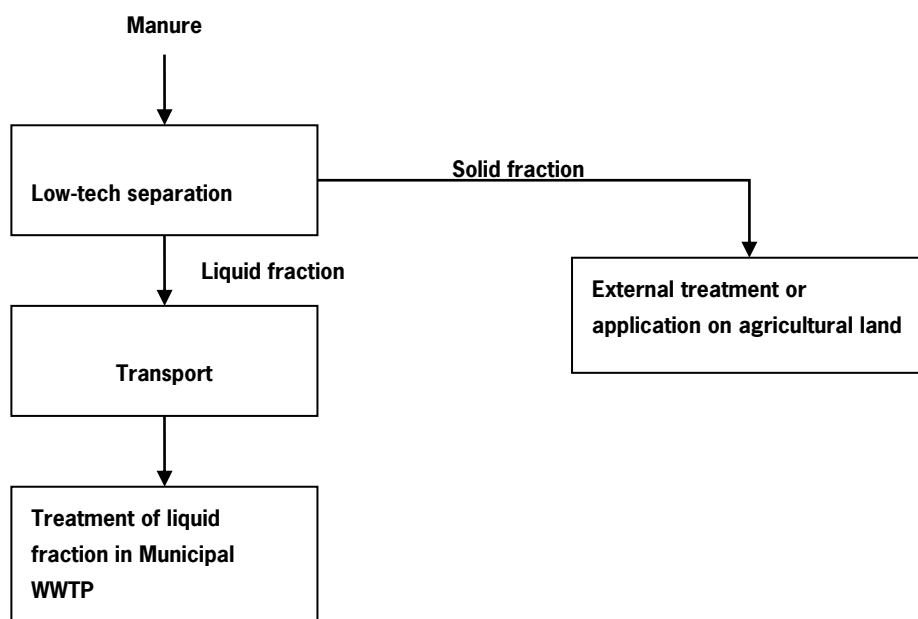 Manure
Low-tech separation
Solid fraction
Liquid fraction
External treatment or
application on agricultural land
Transport
Treatment of liquid
fraction in Municipal
WWTP